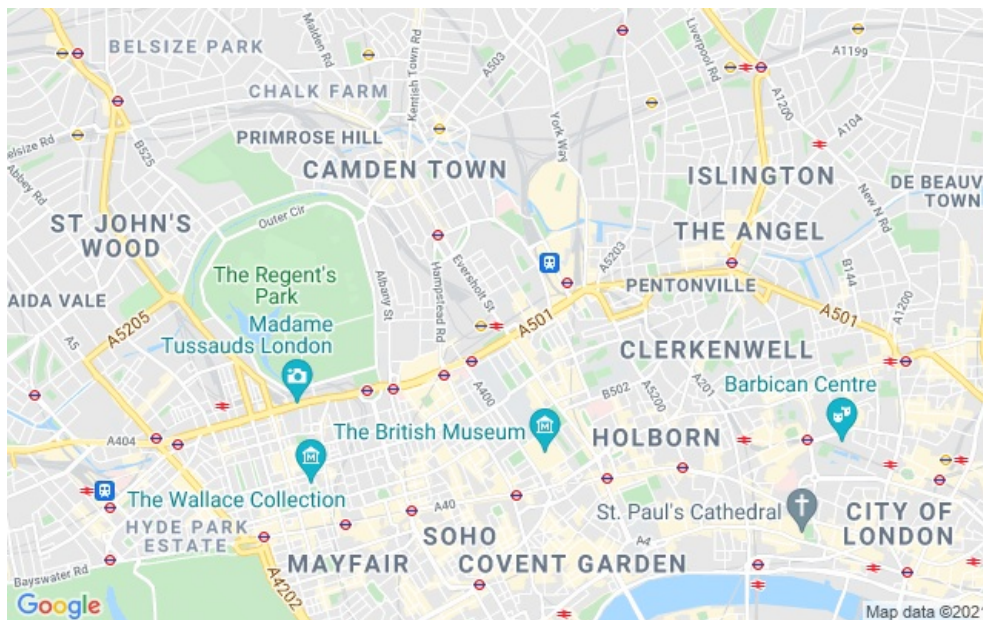 BELSIZE PARK
Malden Rd
Kentish Town Rd
A503
Liverpool Rd
A1199
CHALK FARM
A1200
A104
elsize Rd
B525
PRIMROSE HILL
York Way
Abbey Rd
CAMDEN TOWN
ISLINGTON
DE BEAUV
TOWN
New N Rd
ST JOHN'S
WOOD
Outer Cir
THE ANGEL
A5203
Hampstead Rd
Eversholt St
Albany St
The Regent's
Park
PENTONVILLE
B144
AIDA VALE
A5205
A5
Madame
Tussauds London
A501
A501
A1200
CLERKENWELL
B502
A5200
A201
A400
Barbican Centre
A404
The British Museum
HOLBORN
The Wallace Collection
A40
St. Paul's Cathedral
CITY OF
LONDON
HYDE PARK
ESTATE
SOHO
A4
MAYFAIR
COVENT GARDEN
Bayswater Rd
A4202
Google
Map data ©2021